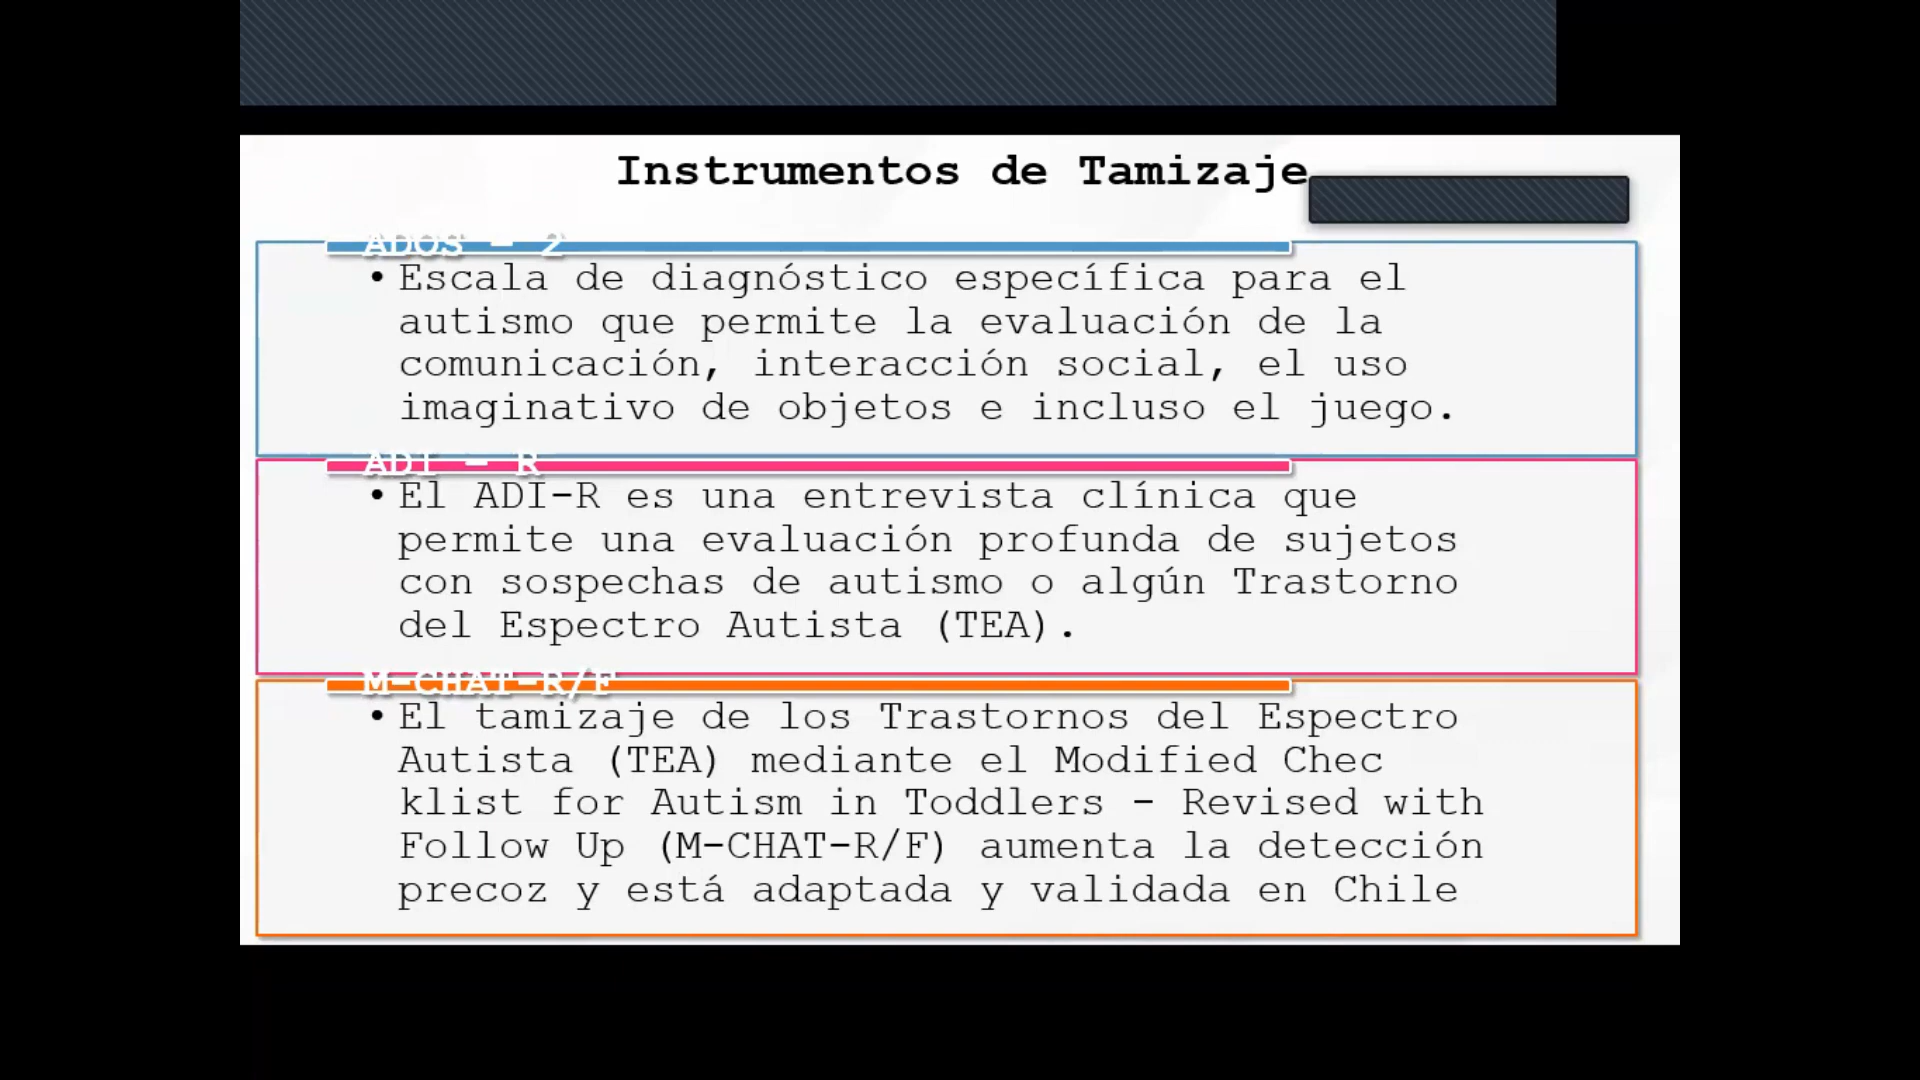 Instrumentos de Tamizaje
ADOS - 2
• Escala de diagnóstico específica para el
autismo que permite la evaluación de la
comunicación, interacción social, el uso
imaginativo de objetos e incluso el juego.
ADI - R
• El ADI-R es una entrevista clínica que
permite una evaluación profunda de sujetos
con sospechas de autismo o algún Trastorno
del Espectro Autista (TEA).
M-CHAT-R/F
• El tamizaje de los Trastornos del Espectro
Autista (TEA) mediante el Modified Chec
klist for Autism in Toddlers - Revised with
Follow Up (M-CHAT-R/F) aumenta la detección
precoz y está adaptada y validada en Chile